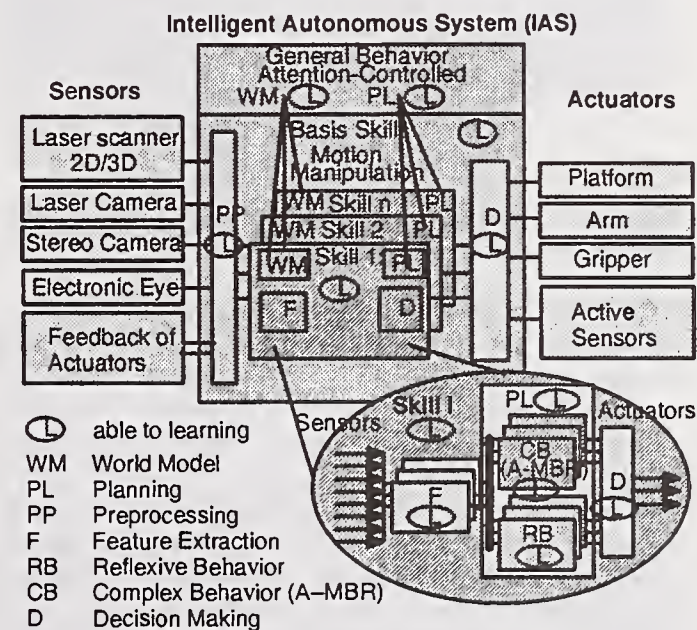 Intelligent Autonomous System (IAS)
General Behavior
Attention-Controlled
WM L PL L
Sensors
Actuators
Laser scanner
2D/3D
Laser Camera
Stereo Camera
Electronic Eye
Feedback of
Actuators
PP
L
Basis Skill
L
Motion
Manipulation
WM Skill n PL
WM Skill 2 PL
Skill 1
WM PL
L
F D
D
L
Platform
Arm
Gripper
Active
Sensors
L able to learning
WM World Model
PL Planning
PP Preprocessing
F Feature Extraction
RB Reflexive Behavior
CB Complex Behavior (A-MBR)
D Decision Making
Sensors
Skill I
L
PL L
Actuators
F
L
CB
(A-MBR)
L
RB
L
D
L